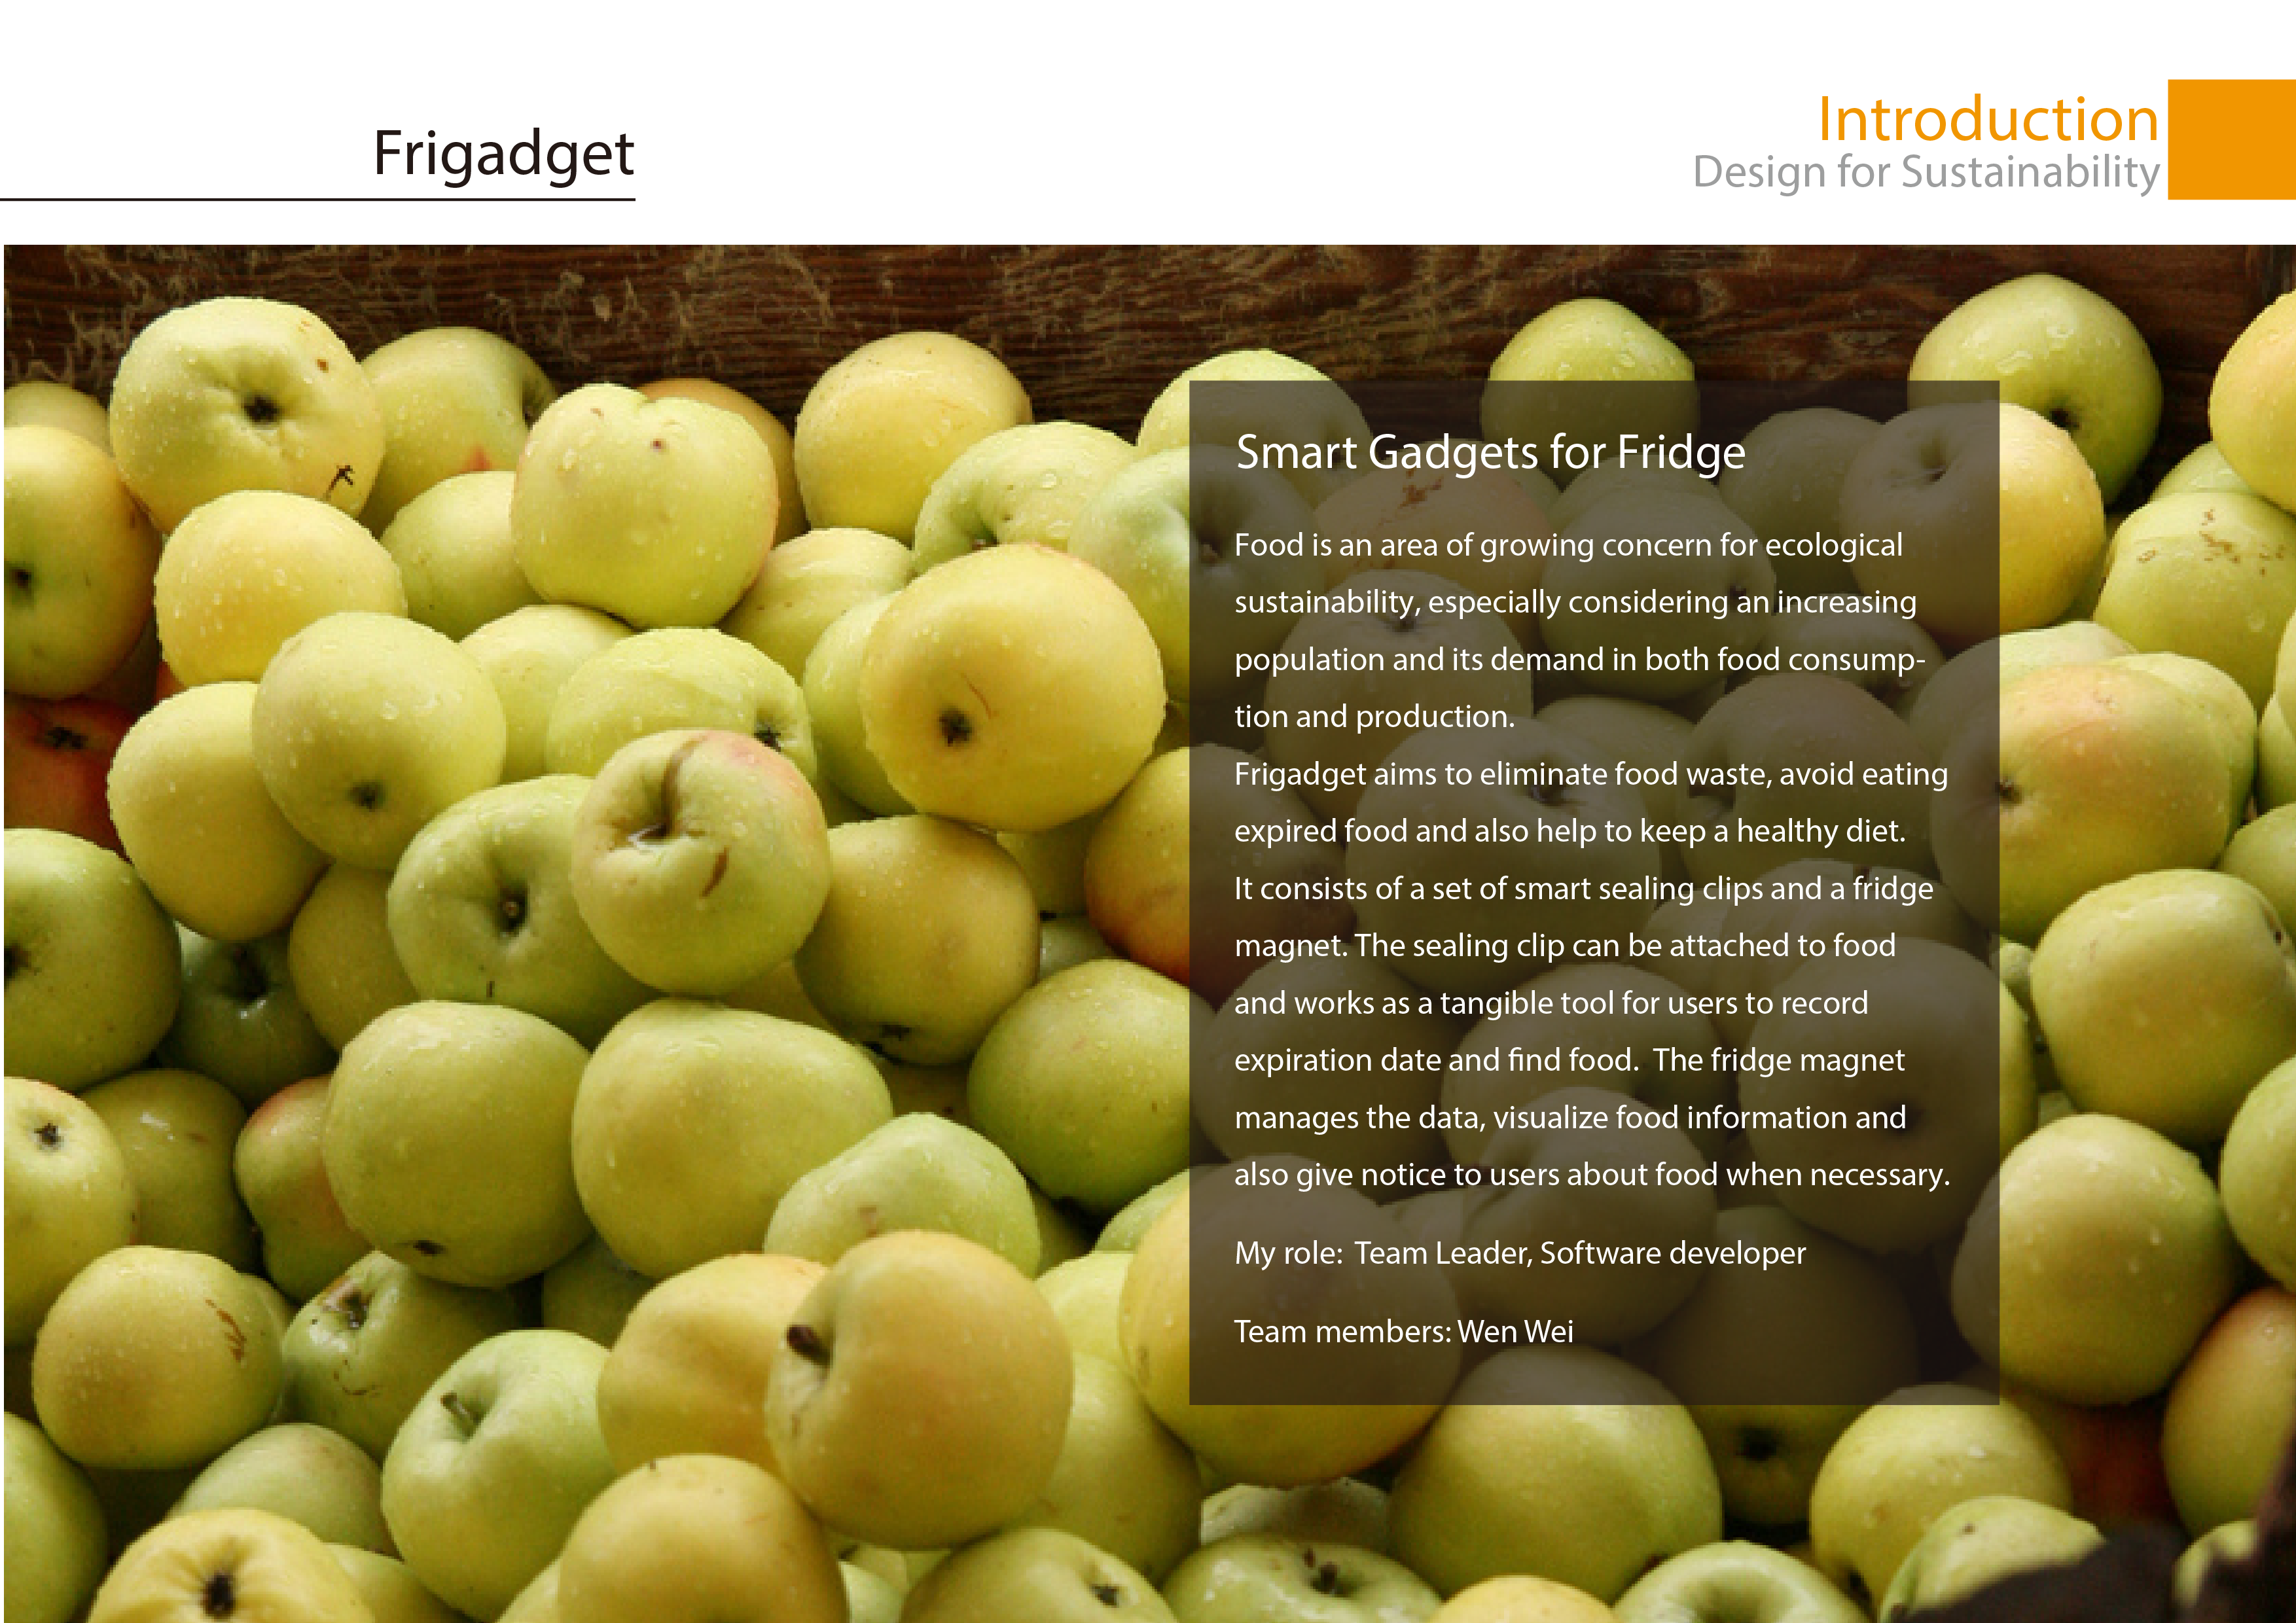 Frigadget
Introduction
Design for Sustainability
Smart Gadgets for Fridge
Food is an area of growing concern for ecological
sustainability, especially considering an increasing
population and its demand in both food consump-
tion and production.
Frigadget aims to eliminate food waste, avoid eating
expired food and also help to keep a healthy diet.
It consists of a set of smart sealing clips and a fridge
magnet. The sealing clip can be attached to food
and works as a tangible tool for users to record
expiration date and find food.  The fridge magnet
manages the data, visualize food information and
also give notice to users about food when necessary.
My role:  Team Leader, Software developer
Team members: Wen Wei